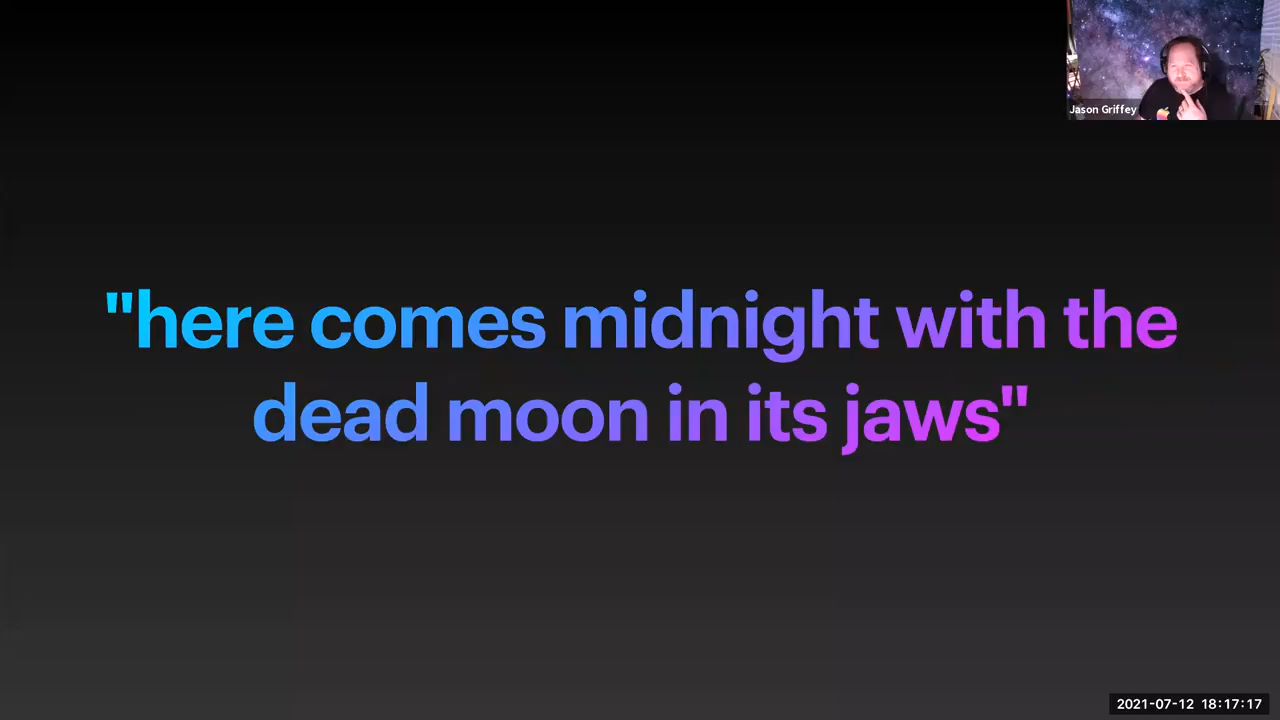 Jason Griffey
"here comes midnight with the
dead moon in its jaws"
2021-07-12 18:17:17